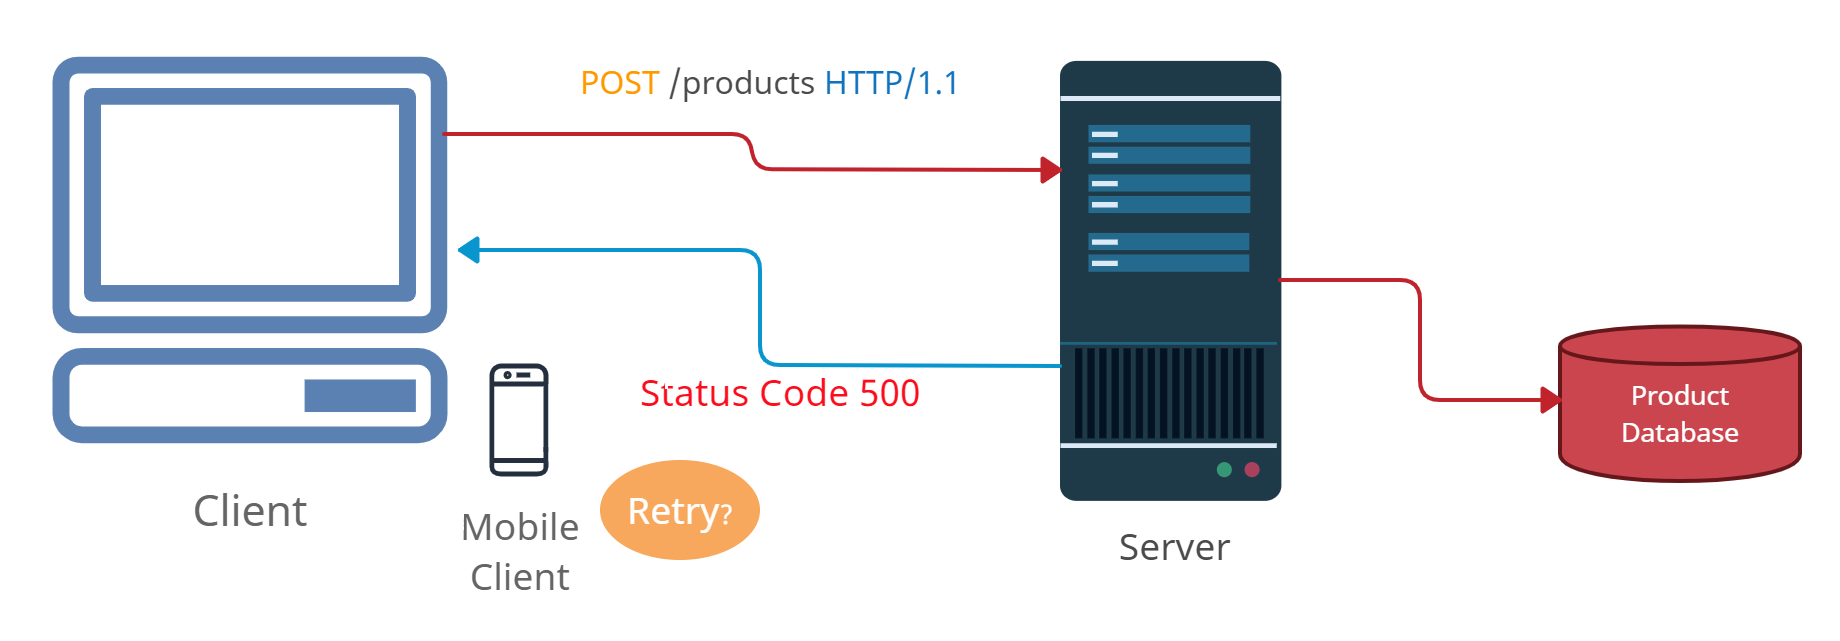 POST /products HTTP/1.1
Status Code 500
Product
Database
Client
Retry?
Mobile
Client
Server